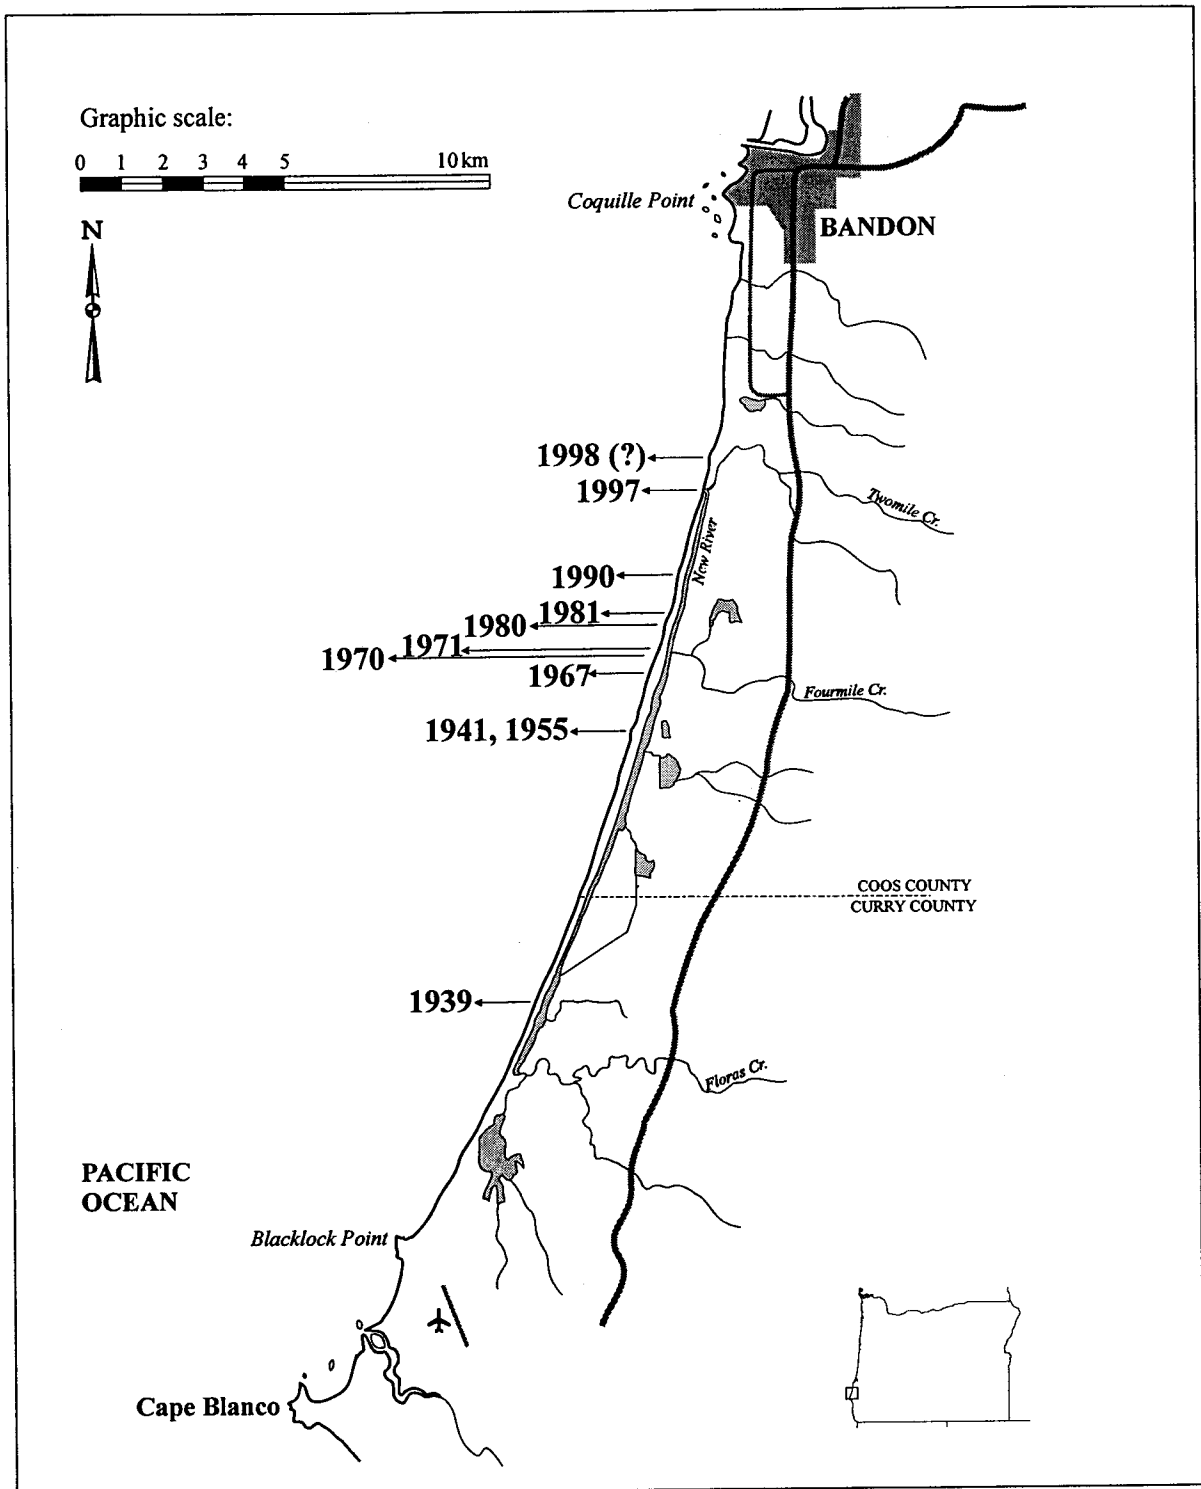 Graphic scale:
0 1 2 3 4 5 10 km
N
Coquille Point
BANDON
1998 (?)
1997
Twomile Cr.
New River
1990
1981
1980
1971
1970
1967
Fourmile Cr.
1941, 1955
COOS COUNTY
CURRY COUNTY
1939
Floras Cr.
PACIFIC
OCEAN
Blacklock Point
Cape Blanco